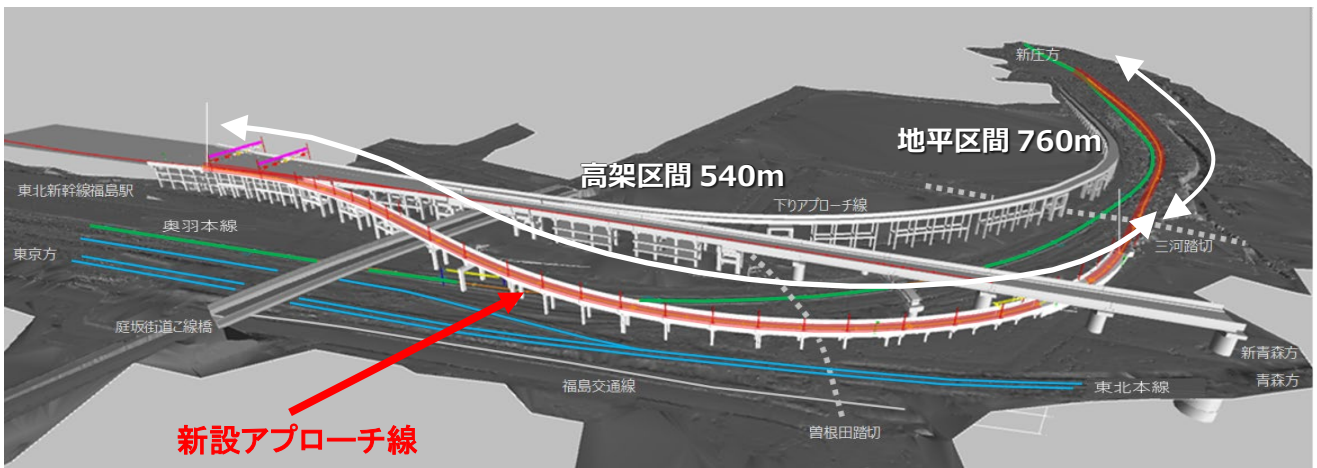 新庄方
地平区間 760m
高架区間 540m
東北新幹線福島駅
下りアプローチ線
奥羽本線
三河踏切
東京方
庭坂街道こ線橋
新青森方
福島交通線
東北本線
青森方
曽根田踏切
新設アプローチ線